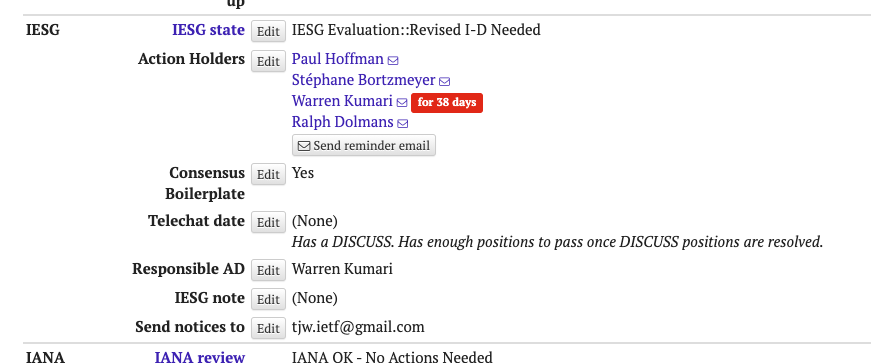 up
IESG IESG state Edit IESG Evaluation::Revised I-D Needed
Action Holders Edit Paul Hoffman
Stéphane Bortzmeyer
Warren Kumari for 38 days
Ralph Dolmans
Send reminder email
Consensus Edit Yes
Boilerplate
Telechat date Edit (None)
Has a DISCUSS. Has enough positions to pass once DISCUSS positions are resolved.
Responsible AD Edit Warren Kumari
IESG note Edit (None)
Send notices to Edit tjw.ietf@gmail.com
IANA IANA review IANA OK - No Actions Needed